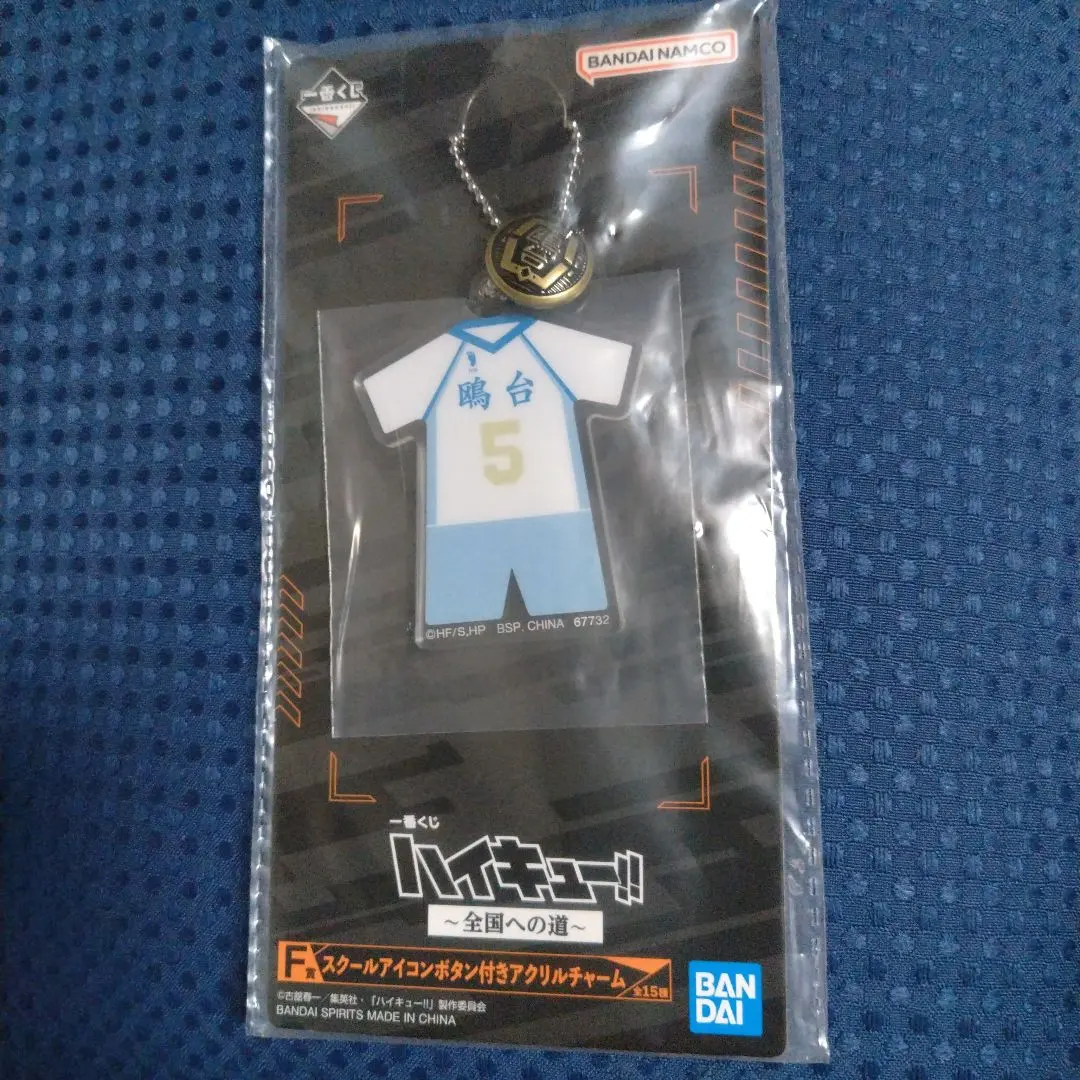 一番くじ
BANDAI NAMCO
鴎台
鷗台
5
©HF/S,HP BSP. CHINA 67732
一番くじ
ハイキュー!!
～全国への道～
F賞 スクールアイコンボタン付きアクリルチャーム 全15種
©古舘春一／集英社・「ハイキュー!!」製作委員会
BANDAI SPIRITS MADE IN CHINA
BAN
DAI